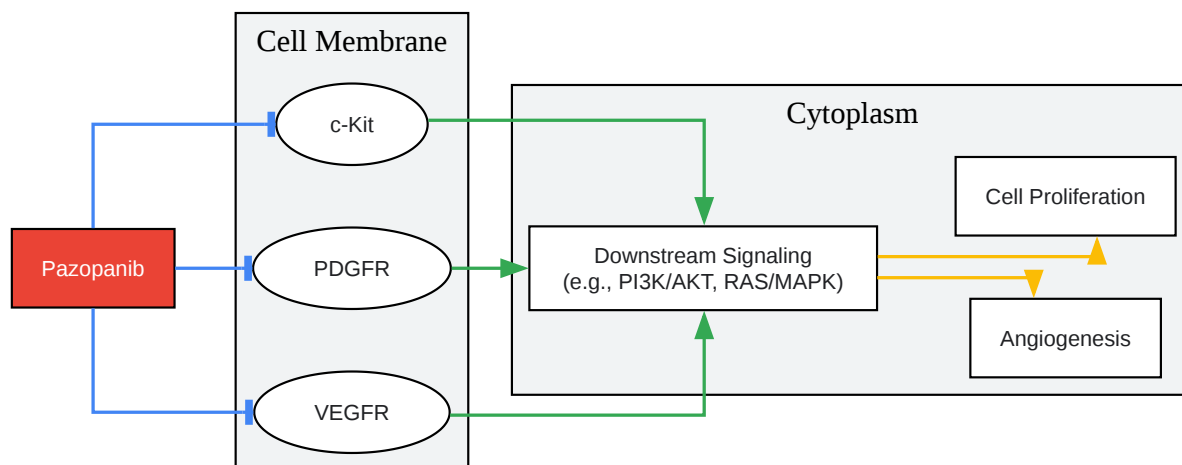 Cell Membrane
c-Kit
Cytoplasm
Cell Proliferation
Pazopanib
PDGFR
Downstream Signaling
(e.g., PI3K/AKT, RAS/MAPK)
Angiogenesis
VEGFR